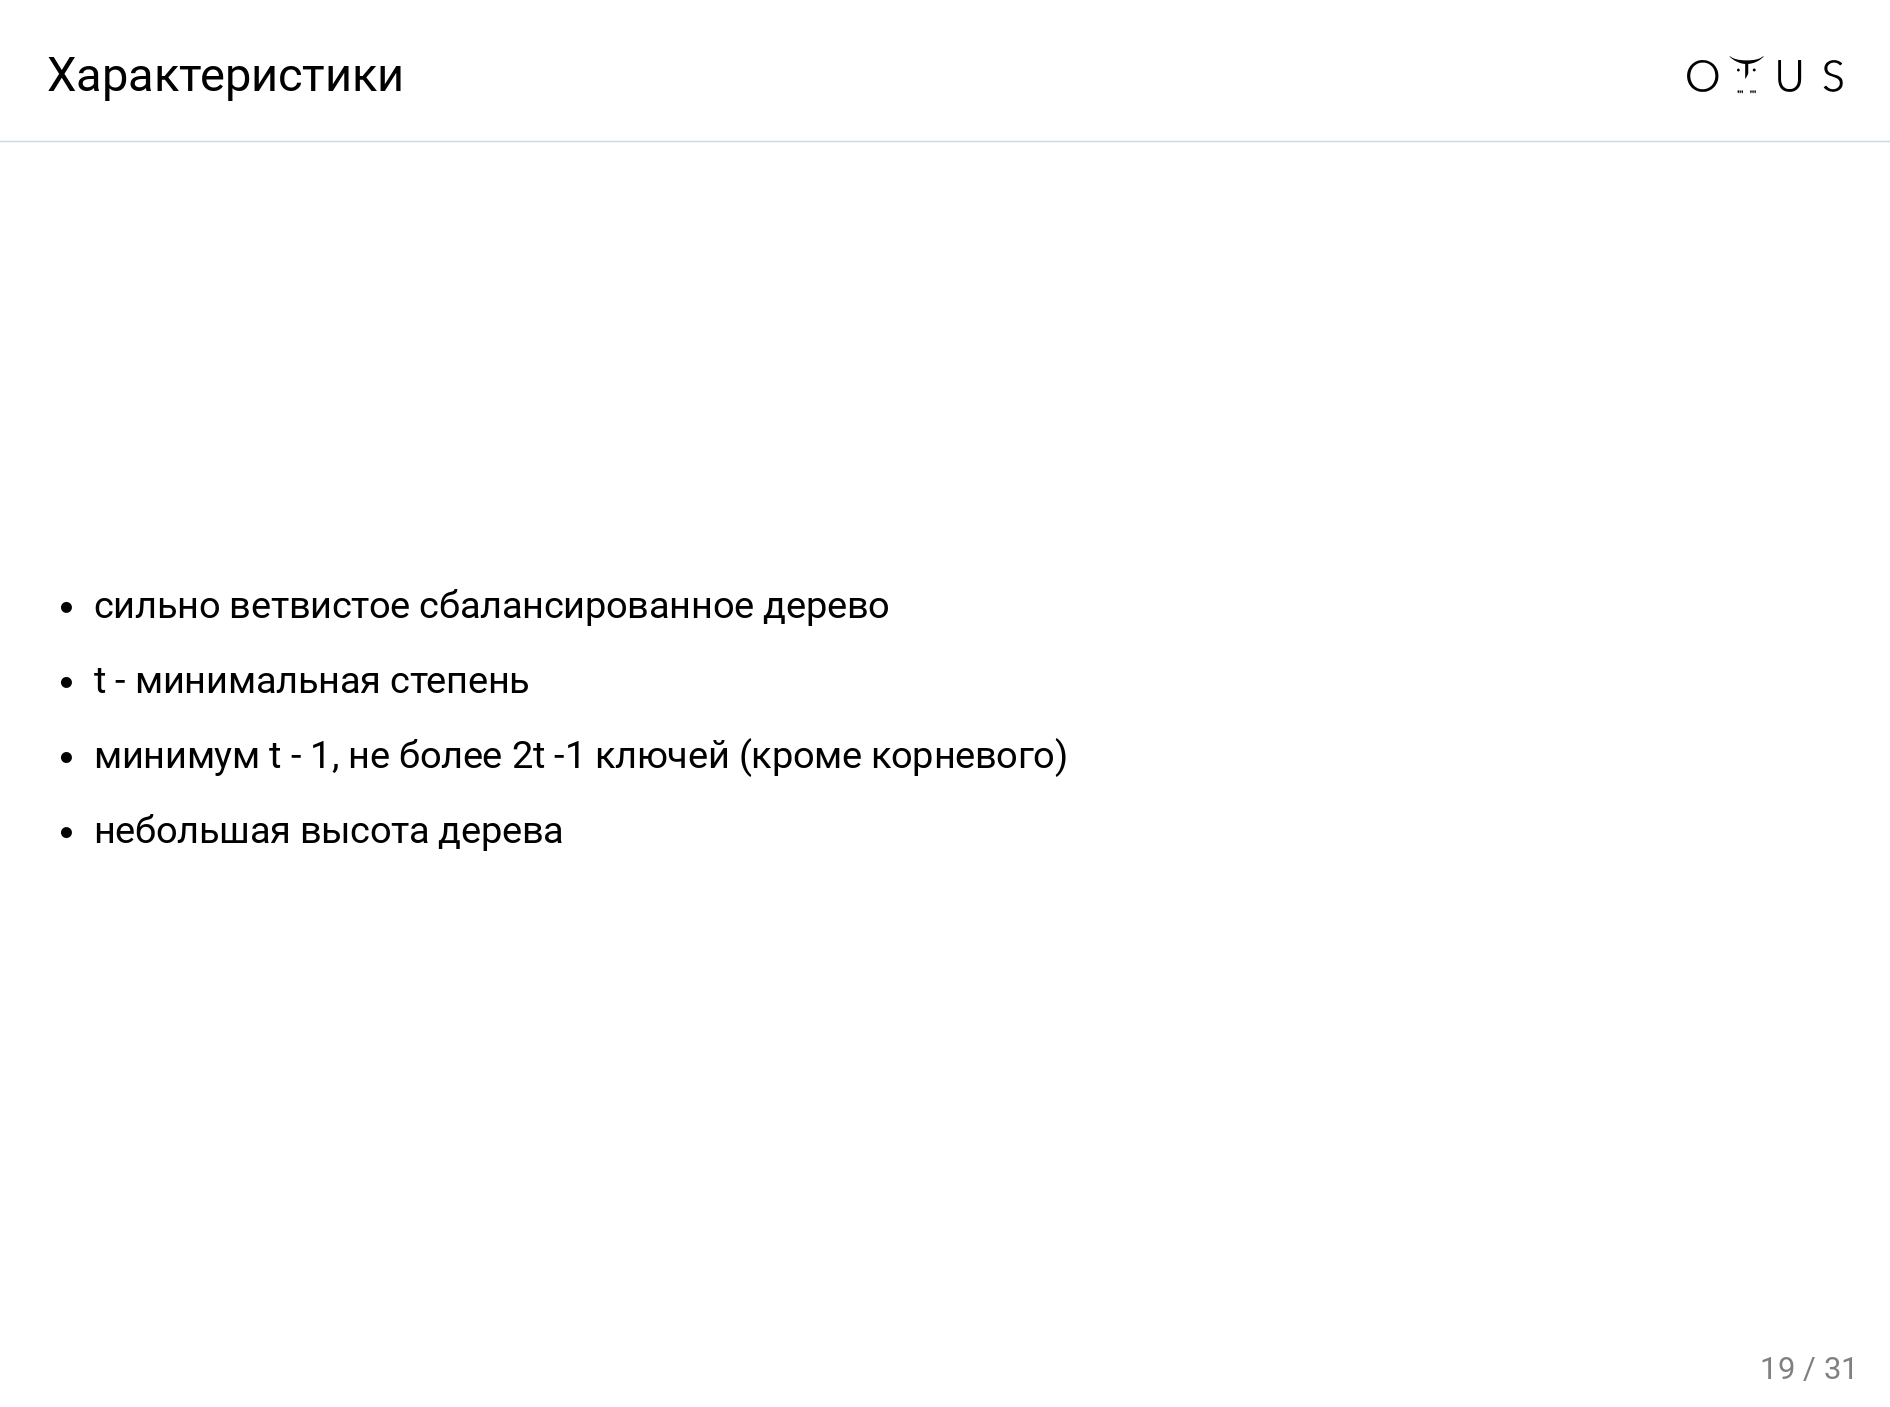 Характеристики
OTUS
сильно ветвистое сбалансированное дерево
t - минимальная степень
минимум t - 1, не более 2t -1 ключей (кроме корневого)
небольшая высота дерева
19 / 31